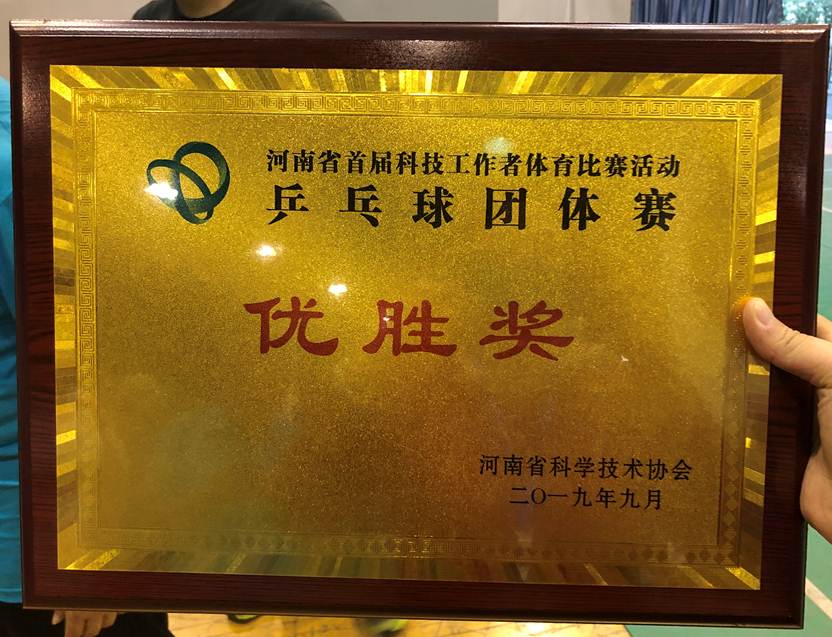 河南省首届科技工作者体育比赛活动
乒乓球团体赛
优胜奖
河南省科学技术协会
二〇一九年九月